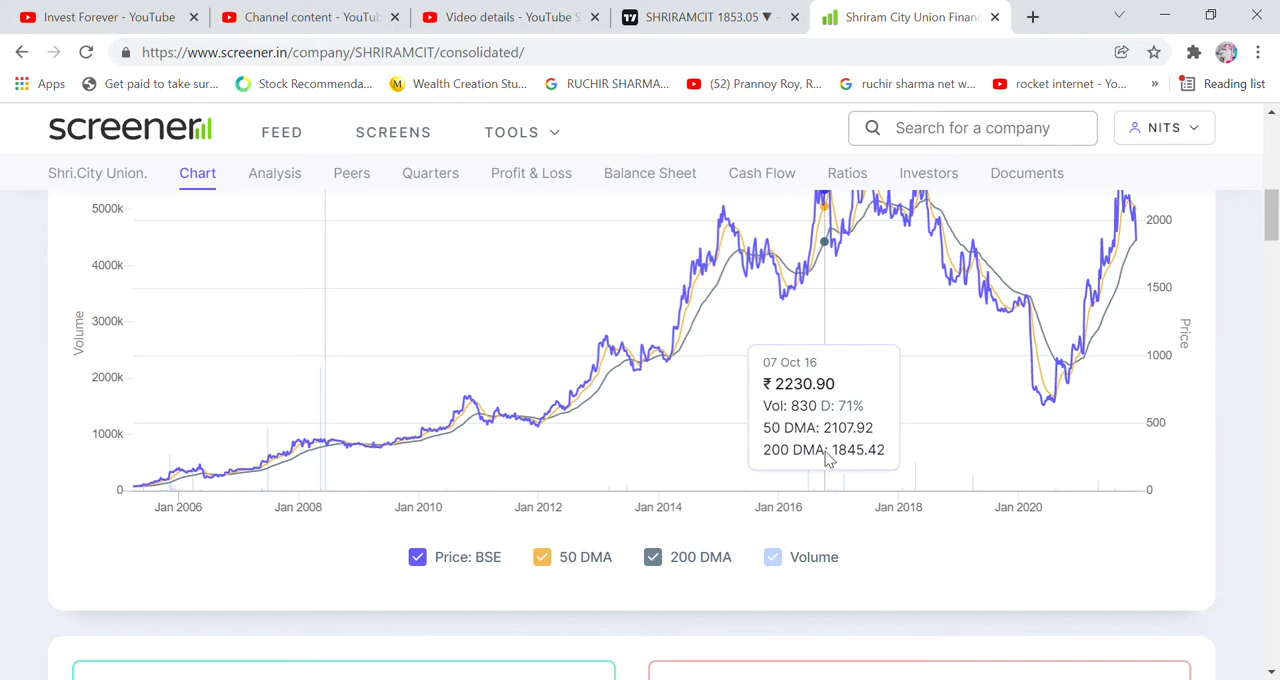 Invest Forever - YouTube
Channel content - YouTub
Video details - YouTube S
SHRIRAMCIT 1853.05 ▼ -
Shriram City Union Financ
https://www.screener.in/company/SHRIRAMCIT/consolidated/
Apps
Get paid to take sur...
Stock Recommenda...
Wealth Creation Stu...
RUCHIR SHARMA...
(52) Prannoy Roy, R...
ruchir sharma net w...
rocket internet - Yo...
»
Reading list
screener
FEED
SCREENS
TOOLS
Search for a company
NITS
Shri.City Union.
Chart
Analysis
Peers
Quarters
Profit & Loss
Balance Sheet
Cash Flow
Ratios
Investors
Documents
5000k
4000k
3000k
2000k
1000k
0
Volume
2000
1500
1000
500
0
Price
07 Oct 16
₹ 2230.90
Vol: 830 D: 71%
50 DMA: 2107.92
200 DMA: 1845.42
Jan 2006
Jan 2008
Jan 2010
Jan 2012
Jan 2014
Jan 2016
Jan 2018
Jan 2020
Price: BSE
50 DMA
200 DMA
Volume